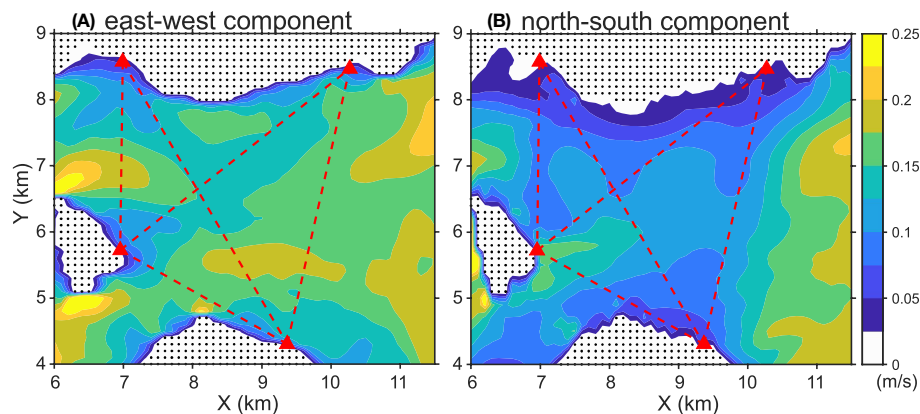 (A) east-west component
(B) north-south component
9
8
7
6
5
4
Y (km)
6 7 8 9 10 11
X (km)
9
8
7
6
5
4
6 7 8 9 10 11
X (km)
0.25
0.2
0.15
0.1
0.05
0
(m/s)